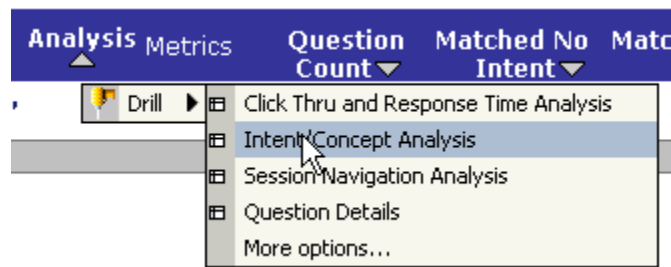 Analysis Metrics Question Count Matched No Intent Matc
Drill
Click Thru and Response Time Analysis
Intent/Concept Analysis
Session Navigation Analysis
Question Details
More options...